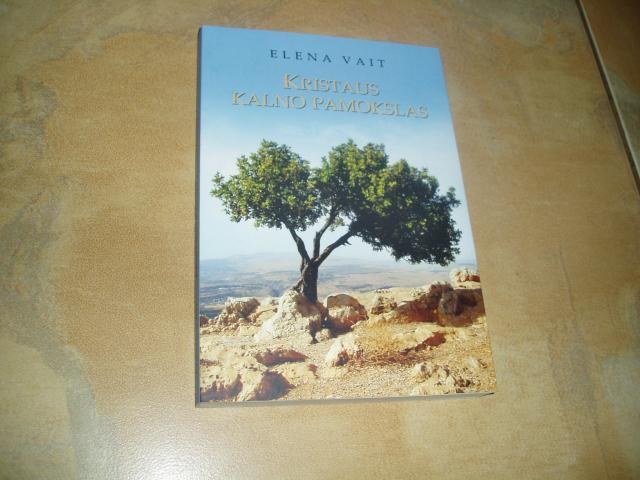 ELENA VAIT
KRISTAUS
KALNO PAMOKSLAS